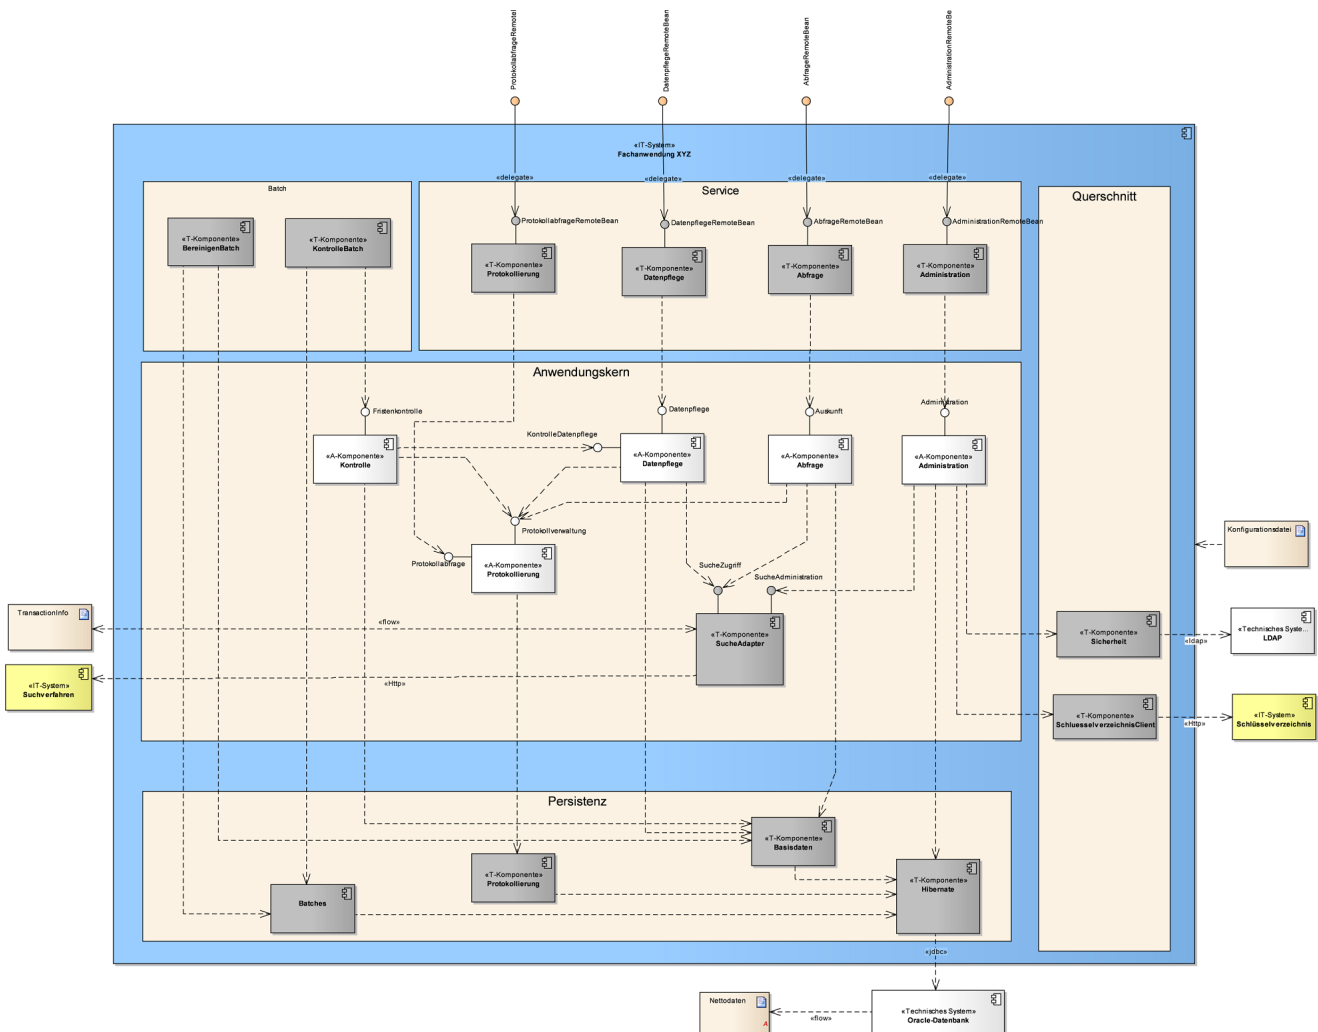 ProtokollabfrageRemoteI
DatenpflegeRemoteBean
AbfrageRemoteBean
AdministrationRemoteBe
«IT-System»
Fachanwendung XYZ
«delegate»
«delegate»
«delegate»
«delegate»
Batch
Service
Querschnitt
«T-Komponente»
BereinigenBatch
«T-Komponente»
KontrolleBatch
ProtokollabfrageRemoteBean
DatenpflegeRemoteBean
AbfrageRemoteBean
AdministrationRemoteBean
«T-Komponente»
Protokollierung
«T-Komponente»
Datenpflege
«T-Komponente»
Abfrage
«T-Komponente»
Administration
Anwendungskern
Fristenkontrolle
Datenpflege
Auskunft
Administration
KontrolleDatenpflege
«A-Komponente»
Kontrolle
«A-Komponente»
Datenpflege
«A-Komponente»
Abfrage
«A-Komponente»
Administration
Protokollverwaltung
Protokollabfrage
«A-Komponente»
Protokollierung
SucheZugriff
SucheAdministration
Konfigurationsdatei
TransactionInfo
«flow»
«T-Komponente»
SucheAdapter
«T-Komponente»
Sicherheit
«ldap»
«Technisches Syste...
LDAP
«IT-System»
Suchverfahren
«Http»
«T-Komponente»
SchluesselverzeichnisClient
«Http»
«IT-System»
Schlüsselverzeichnis
Persistenz
«T-Komponente»
Basisdaten
«T-Komponente»
Protokollierung
«T-Komponente»
Hibernate
Batches
«jdbc»
Nettodaten
A
«flow»
«Technisches System»
Oracle-Datenbank